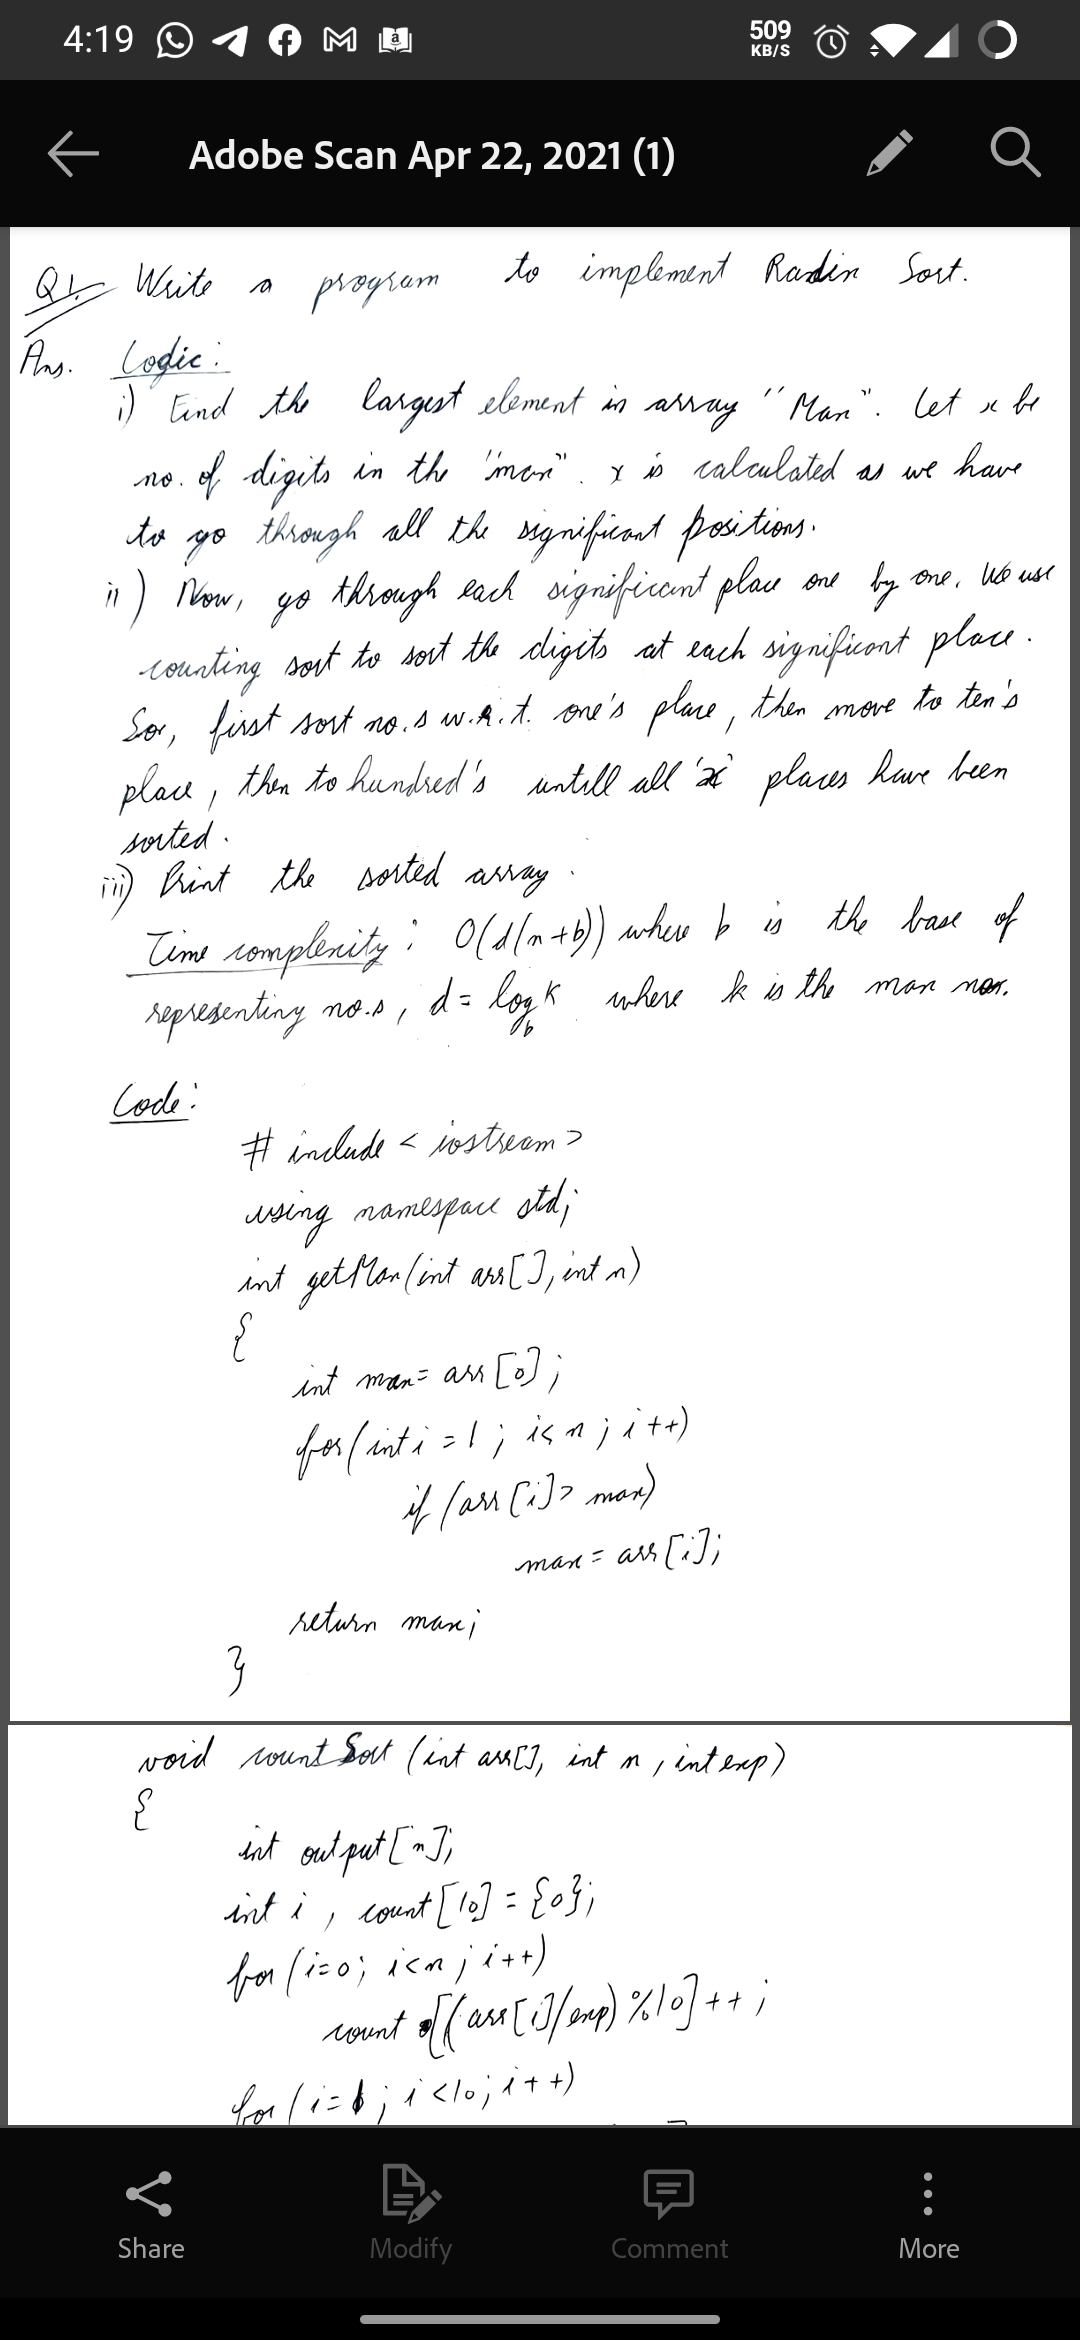 4:19
509
KB/S
Adobe Scan Apr 22, 2021 (1)
Q1. Write a program to implement Radix Sort.
Ans. Logic:
i) Find the largest element in array "Max". Let x be
no. of digits in the "max". x is calculated as we have
to go through all the significant positions.
ii) Now, go through each significant place one by one. We use
counting sort to sort the digits at each significant place.
So, first sort no.s w.r.t. one's place, then move to ten's
place, then to hundred's untill all 'x' places have been
sorted.
iii) Print the sorted array.
Time complexity: O(d(n+b)) where b is the base of
representing no.s, d = log_b k where k is the max no.
Code:
# include < iostream >
using namespace std;
int getMax(int arr[], int n)
{
int max = arr[0];
for(int i = 1; i < n; i++)
if (arr[i] > max)
max = arr[i];
return max;
}
void countSort (int arr[], int n, int exp)
{
int output[n];
int i, count[10] = {0};
for (i=0; i<n; i++)
count [(arr[i]/exp) %10]++;
for (i=1; i<10; i++)
Share
Modify
Comment
More